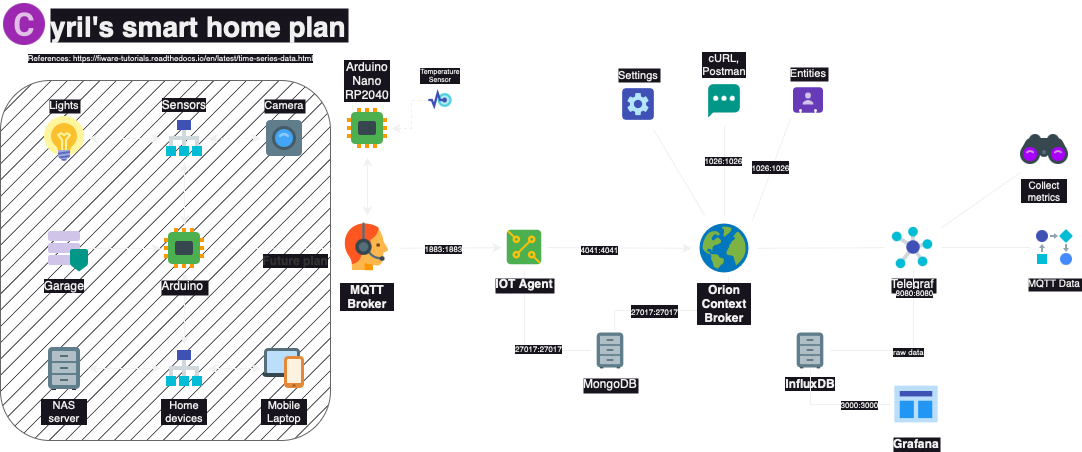 C
yril's smart home plan
References: https://fiware-tutorials.readthedocs.io/en/latest/time-series-data.html
Lights
Sensors
Camera
Garage
Arduino
Future plan
NAS
server
Home
devices
Mobile
Laptop
Arduino
Nano
RP2040
Temperature
Sensor
MQTT
Broker
1883:1883
IOT Agent
4041:4041
27017:27017
27017:27017
MongoDB
Settings
cURL,
Postman
Entities
1026:1026
1026:1026
Orion
Context
Broker
Telegraf
8080:8080
raw data
InfluxDB
3000:3000
Grafana
Collect
metrics
MQTT Data